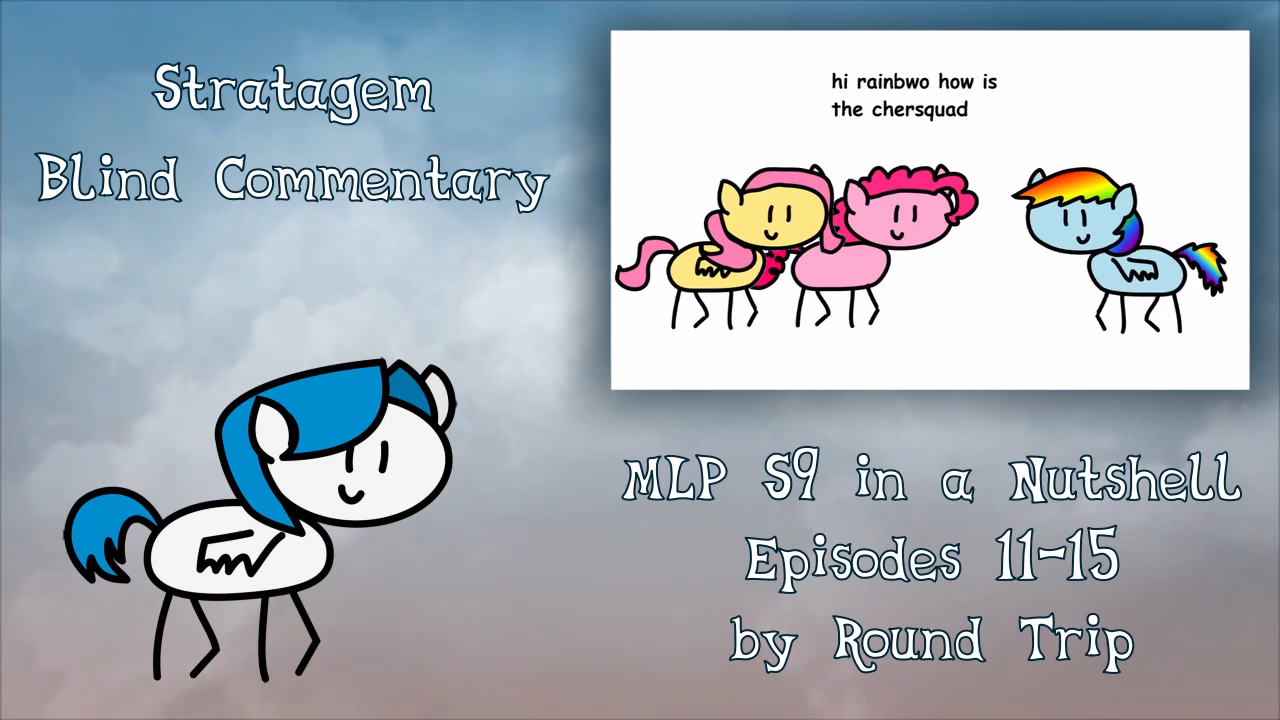 Stratagem
Blind Commentary
hi rainbwo how is
the chersquad
MLP S9 in a Nutshell
Episodes 11-15
by Round Trip